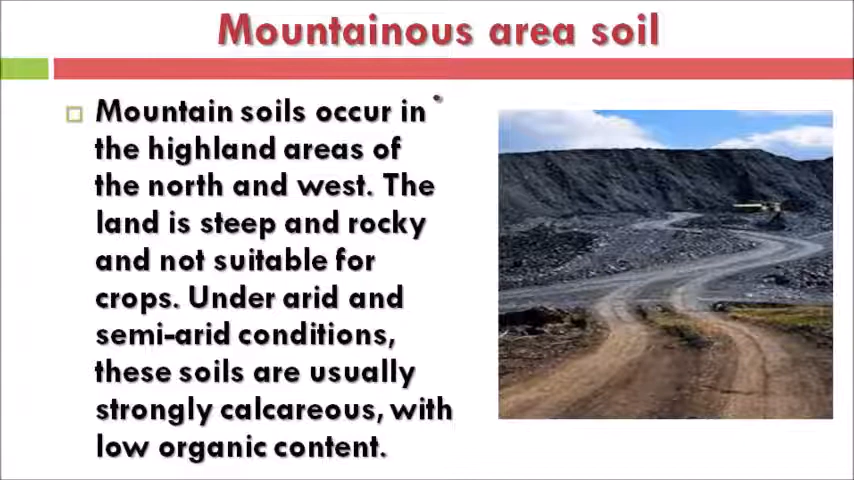 Mountainous area soil
Mountain soils occur in
the highland areas of
the north and west. The
land is steep and rocky
and not suitable for
crops. Under arid and
semi-arid conditions,
these soils are usually
strongly calcareous, with
low organic content.